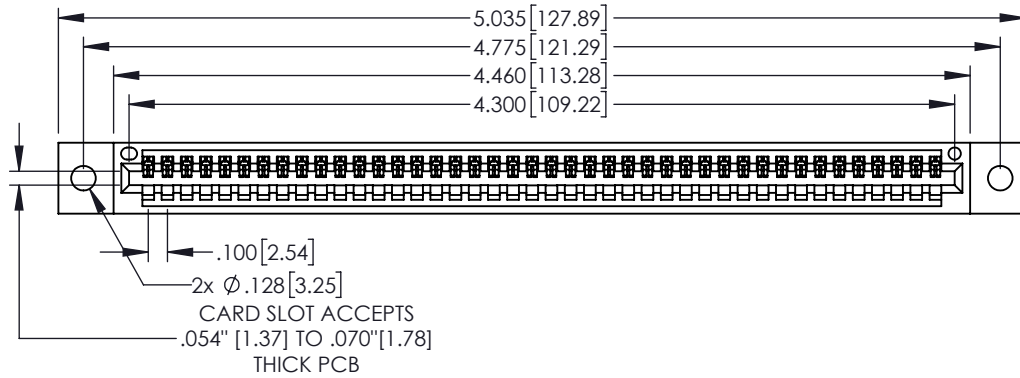 5.035[127.89]
4.775[121.29]
4.460[113.28]
4.300[109.22]
.100[2.54]
2x Ø.128[3.25]
CARD SLOT ACCEPTS
.054" [1.37] TO .070"[1.78]
THICK PCB